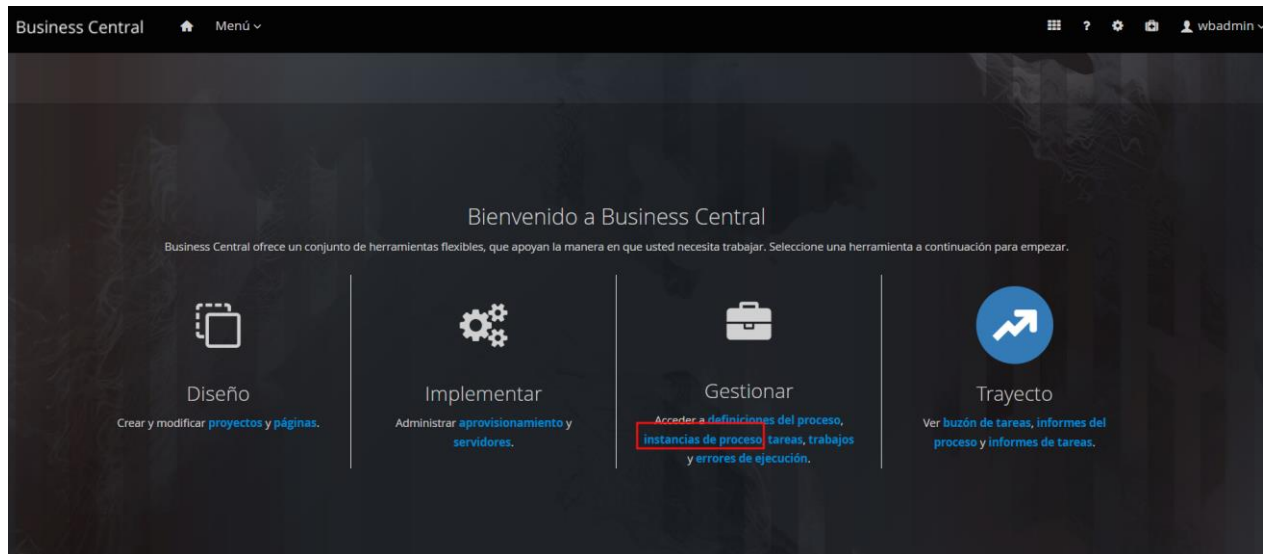 Business Central Menú ? wbadmin
Bienvenido a Business Central
Business Central ofrece un conjunto de herramientas flexibles, que apoyan la manera en que usted necesita trabajar. Seleccione una herramienta a continuación para empezar.
Diseño
Crear y modificar proyectos y páginas.
Implementar
Administrar aprovisionamiento y
servidores.
Gestionar
Acceder a definiciones del proceso,
instancias de proceso, tareas, trabajos
y errores de ejecución.
Trayecto
Ver buzón de tareas, informes del
proceso y informes de tareas.